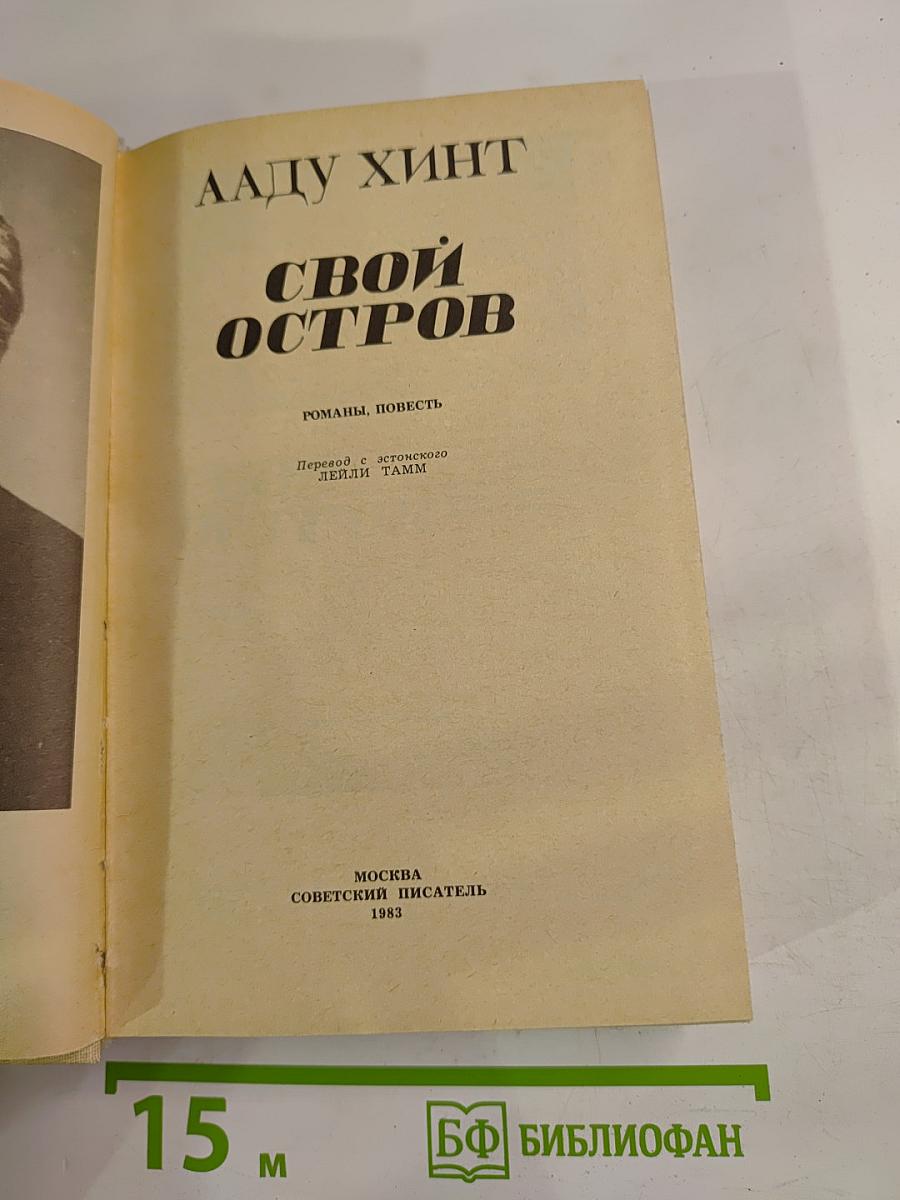 ААДУ ХИНТ
СВОЙ
ОСТРОВ
РОМАНЫ, ПОВЕСТЬ
Перевод с эстонского
ЛЕЙЛИ ТАММ
МОСКВА
СОВЕТСКИЙ ПИСАТЕЛЬ
1983
15 м
БФ БИБЛИОФАН